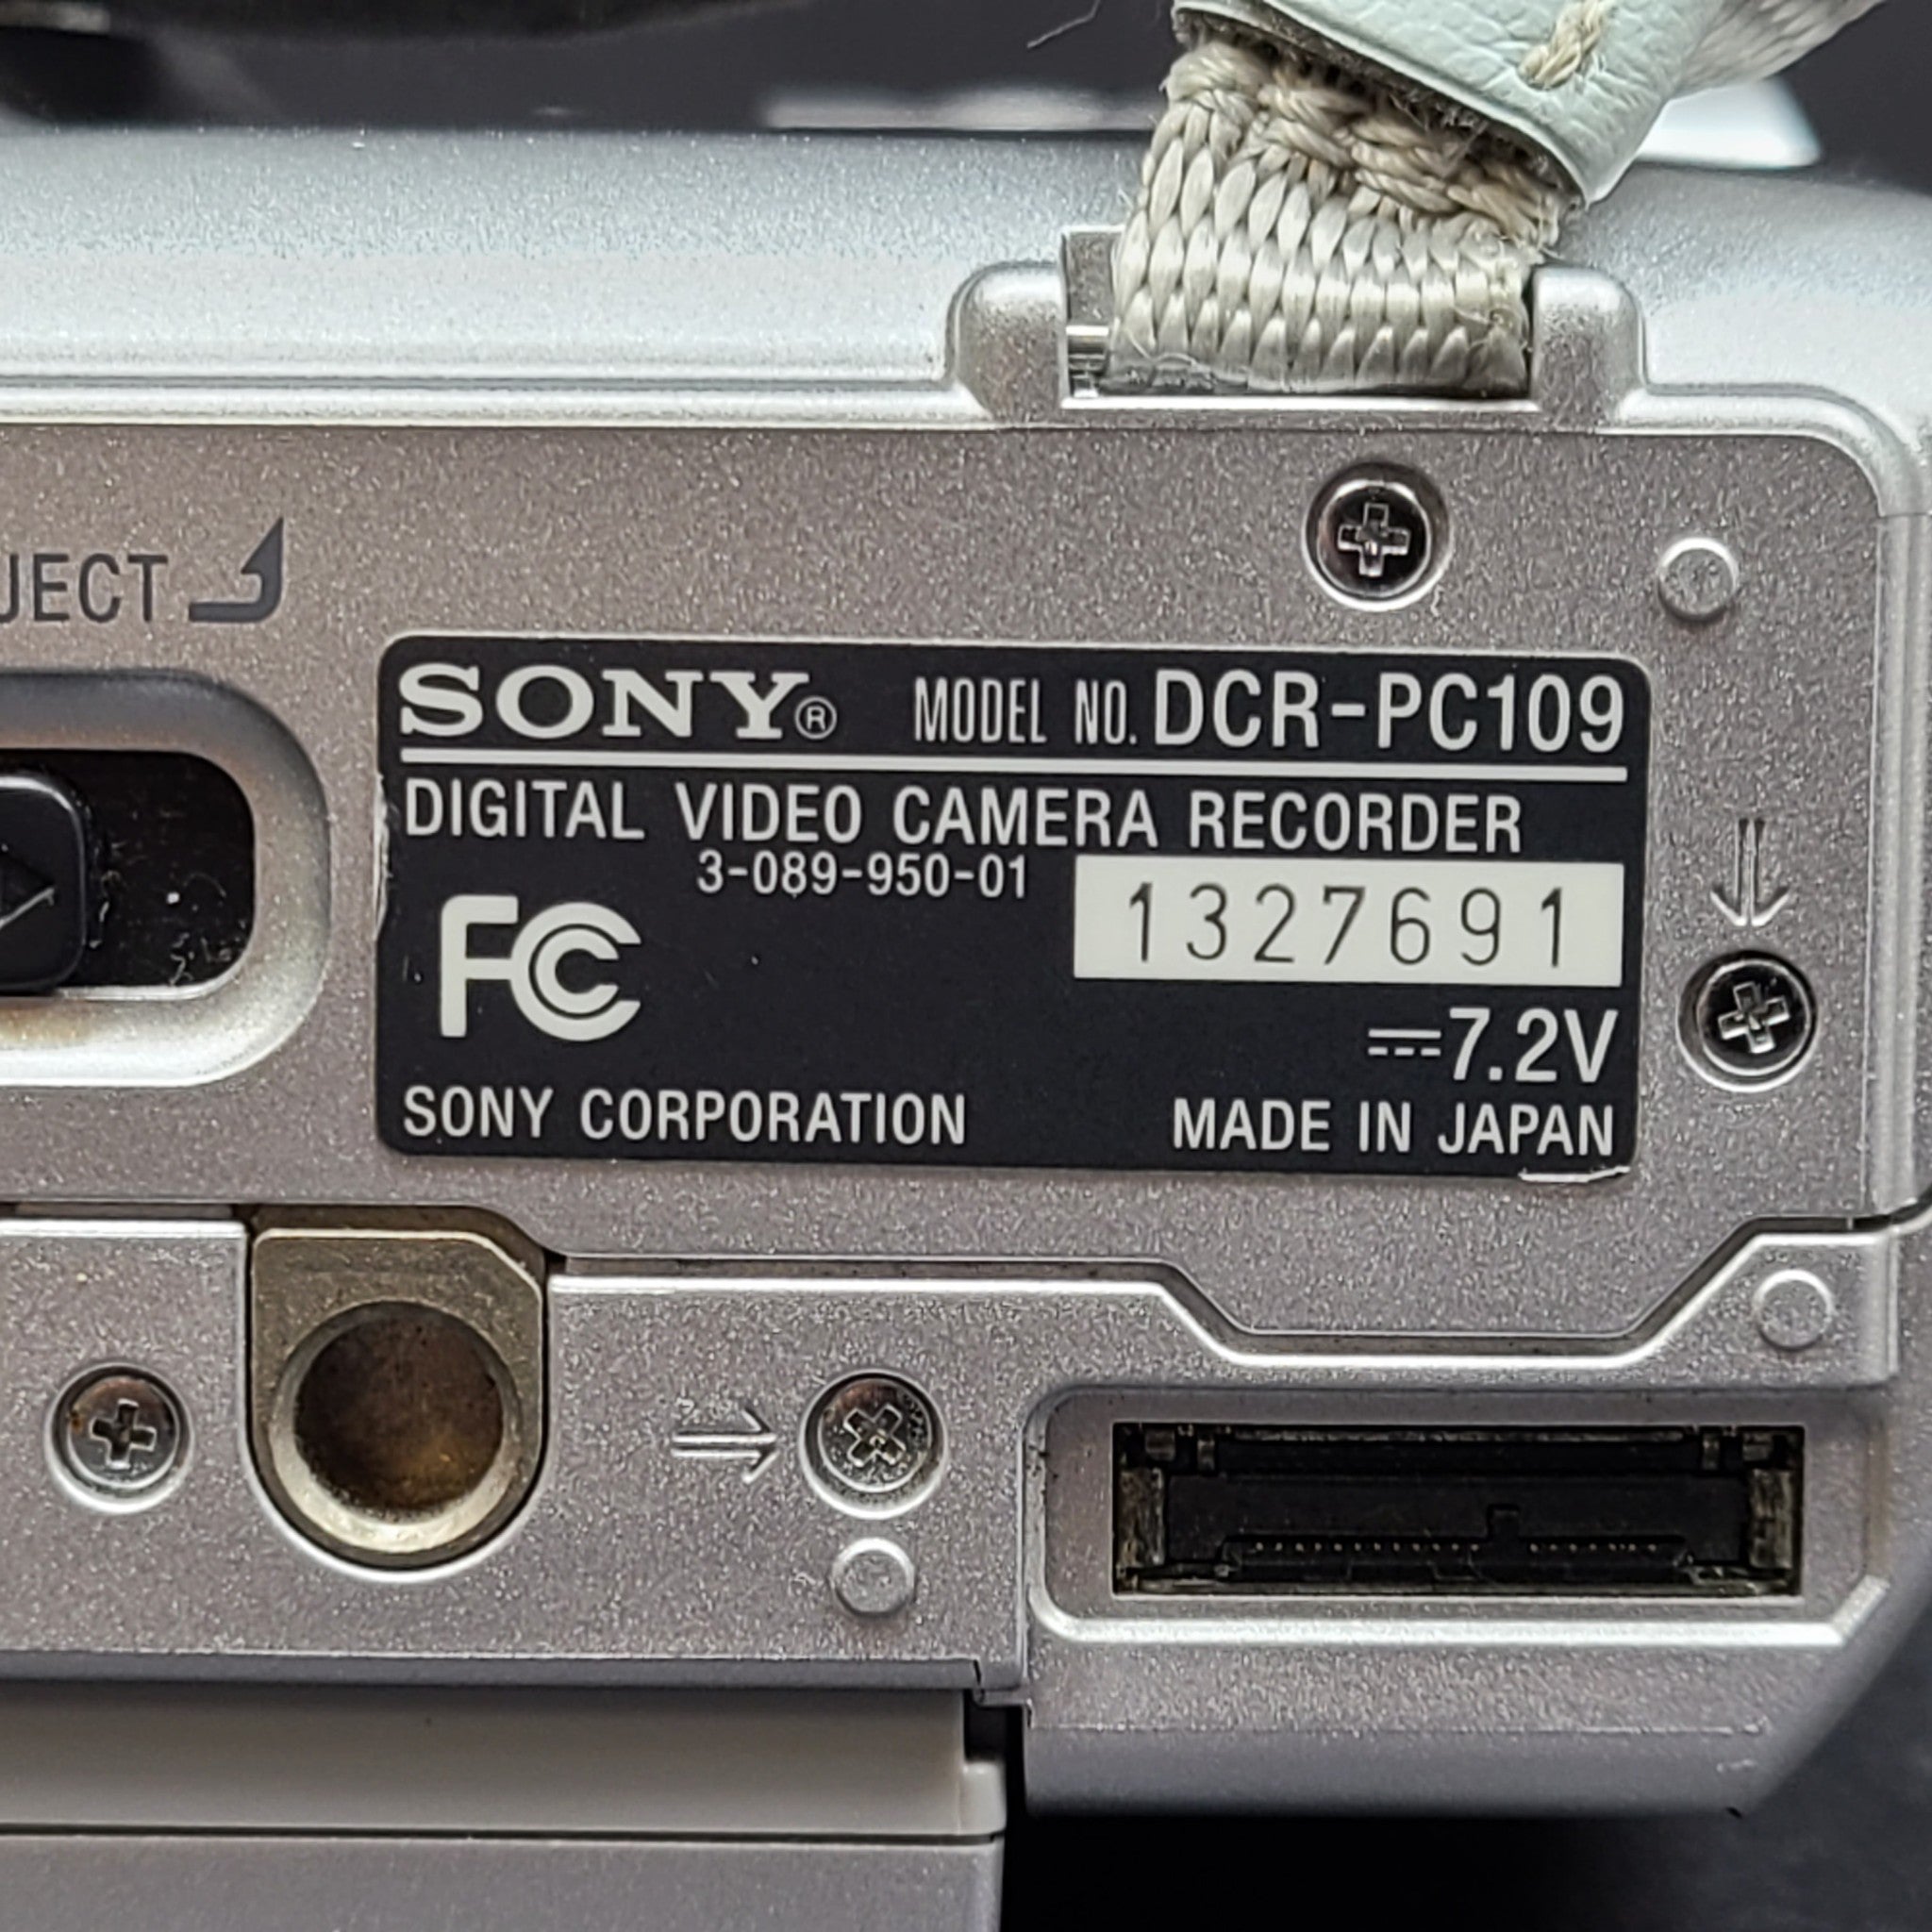 JECT
SONY® MODEL NO. DCR-PC109
DIGITAL VIDEO CAMERA RECORDER
3-089-950-01
1327691
FC
⎓7.2V
SONY CORPORATION MADE IN JAPAN